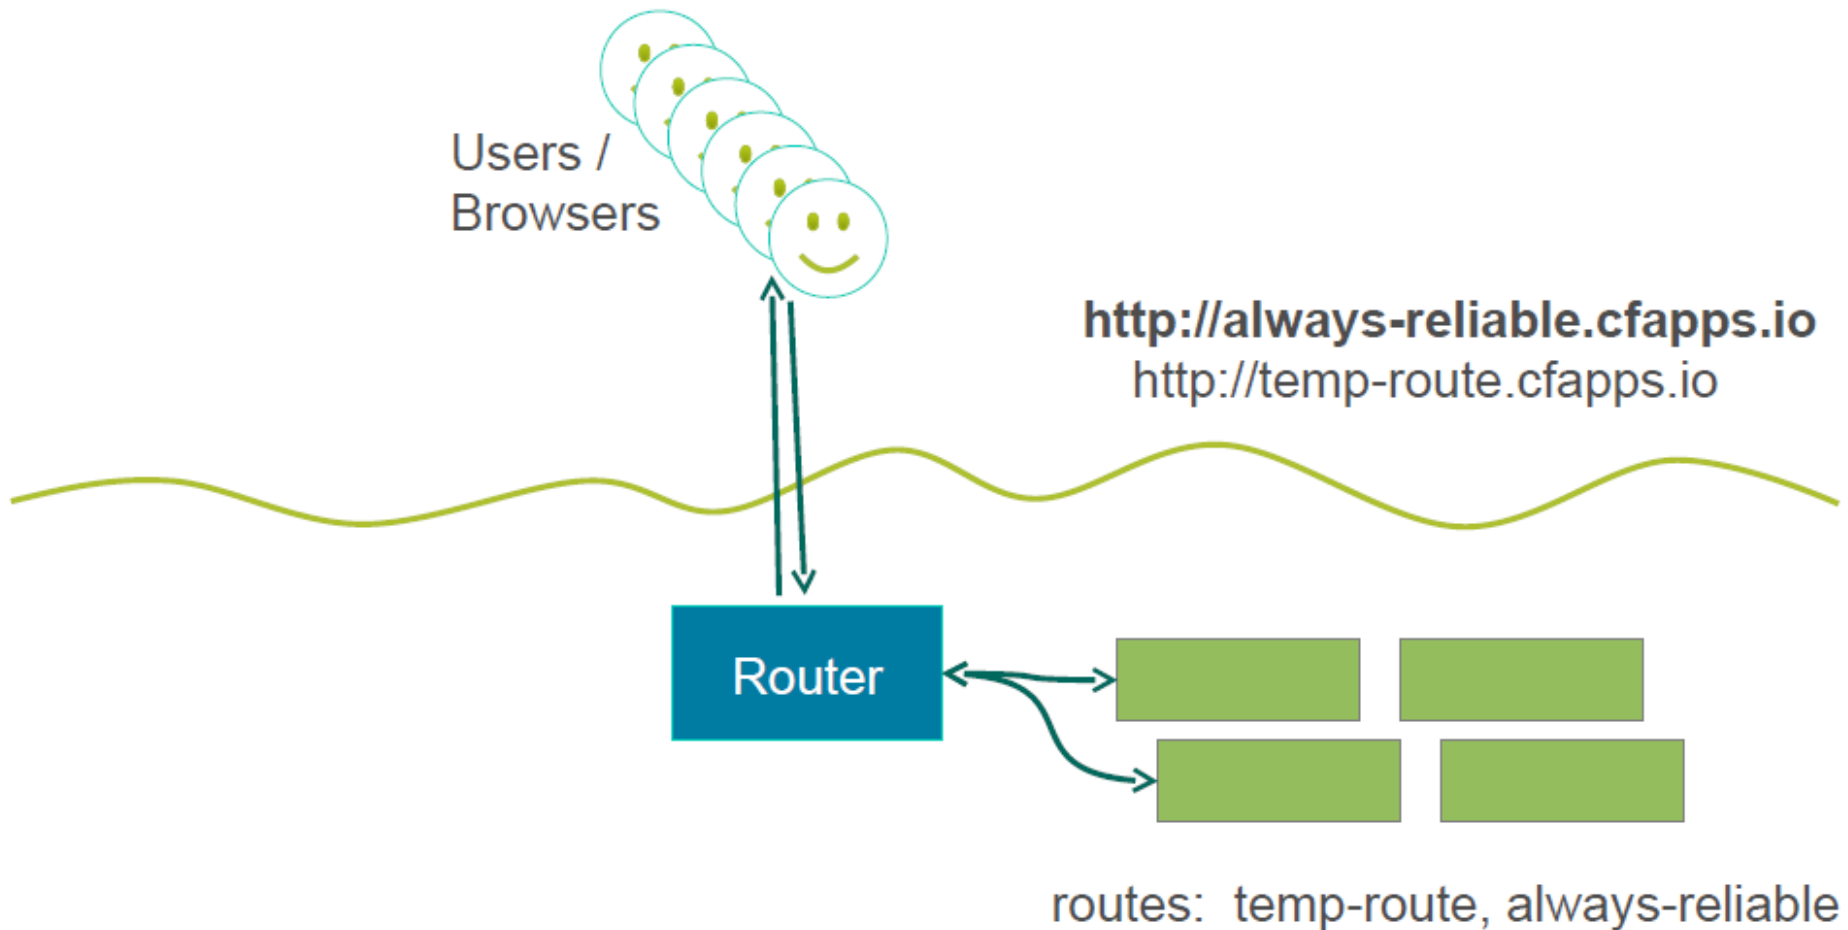 Users /
Browsers
http://always-reliable.cfapps.io
http://temp-route.cfapps.io
Router
routes:  temp-route, always-reliable